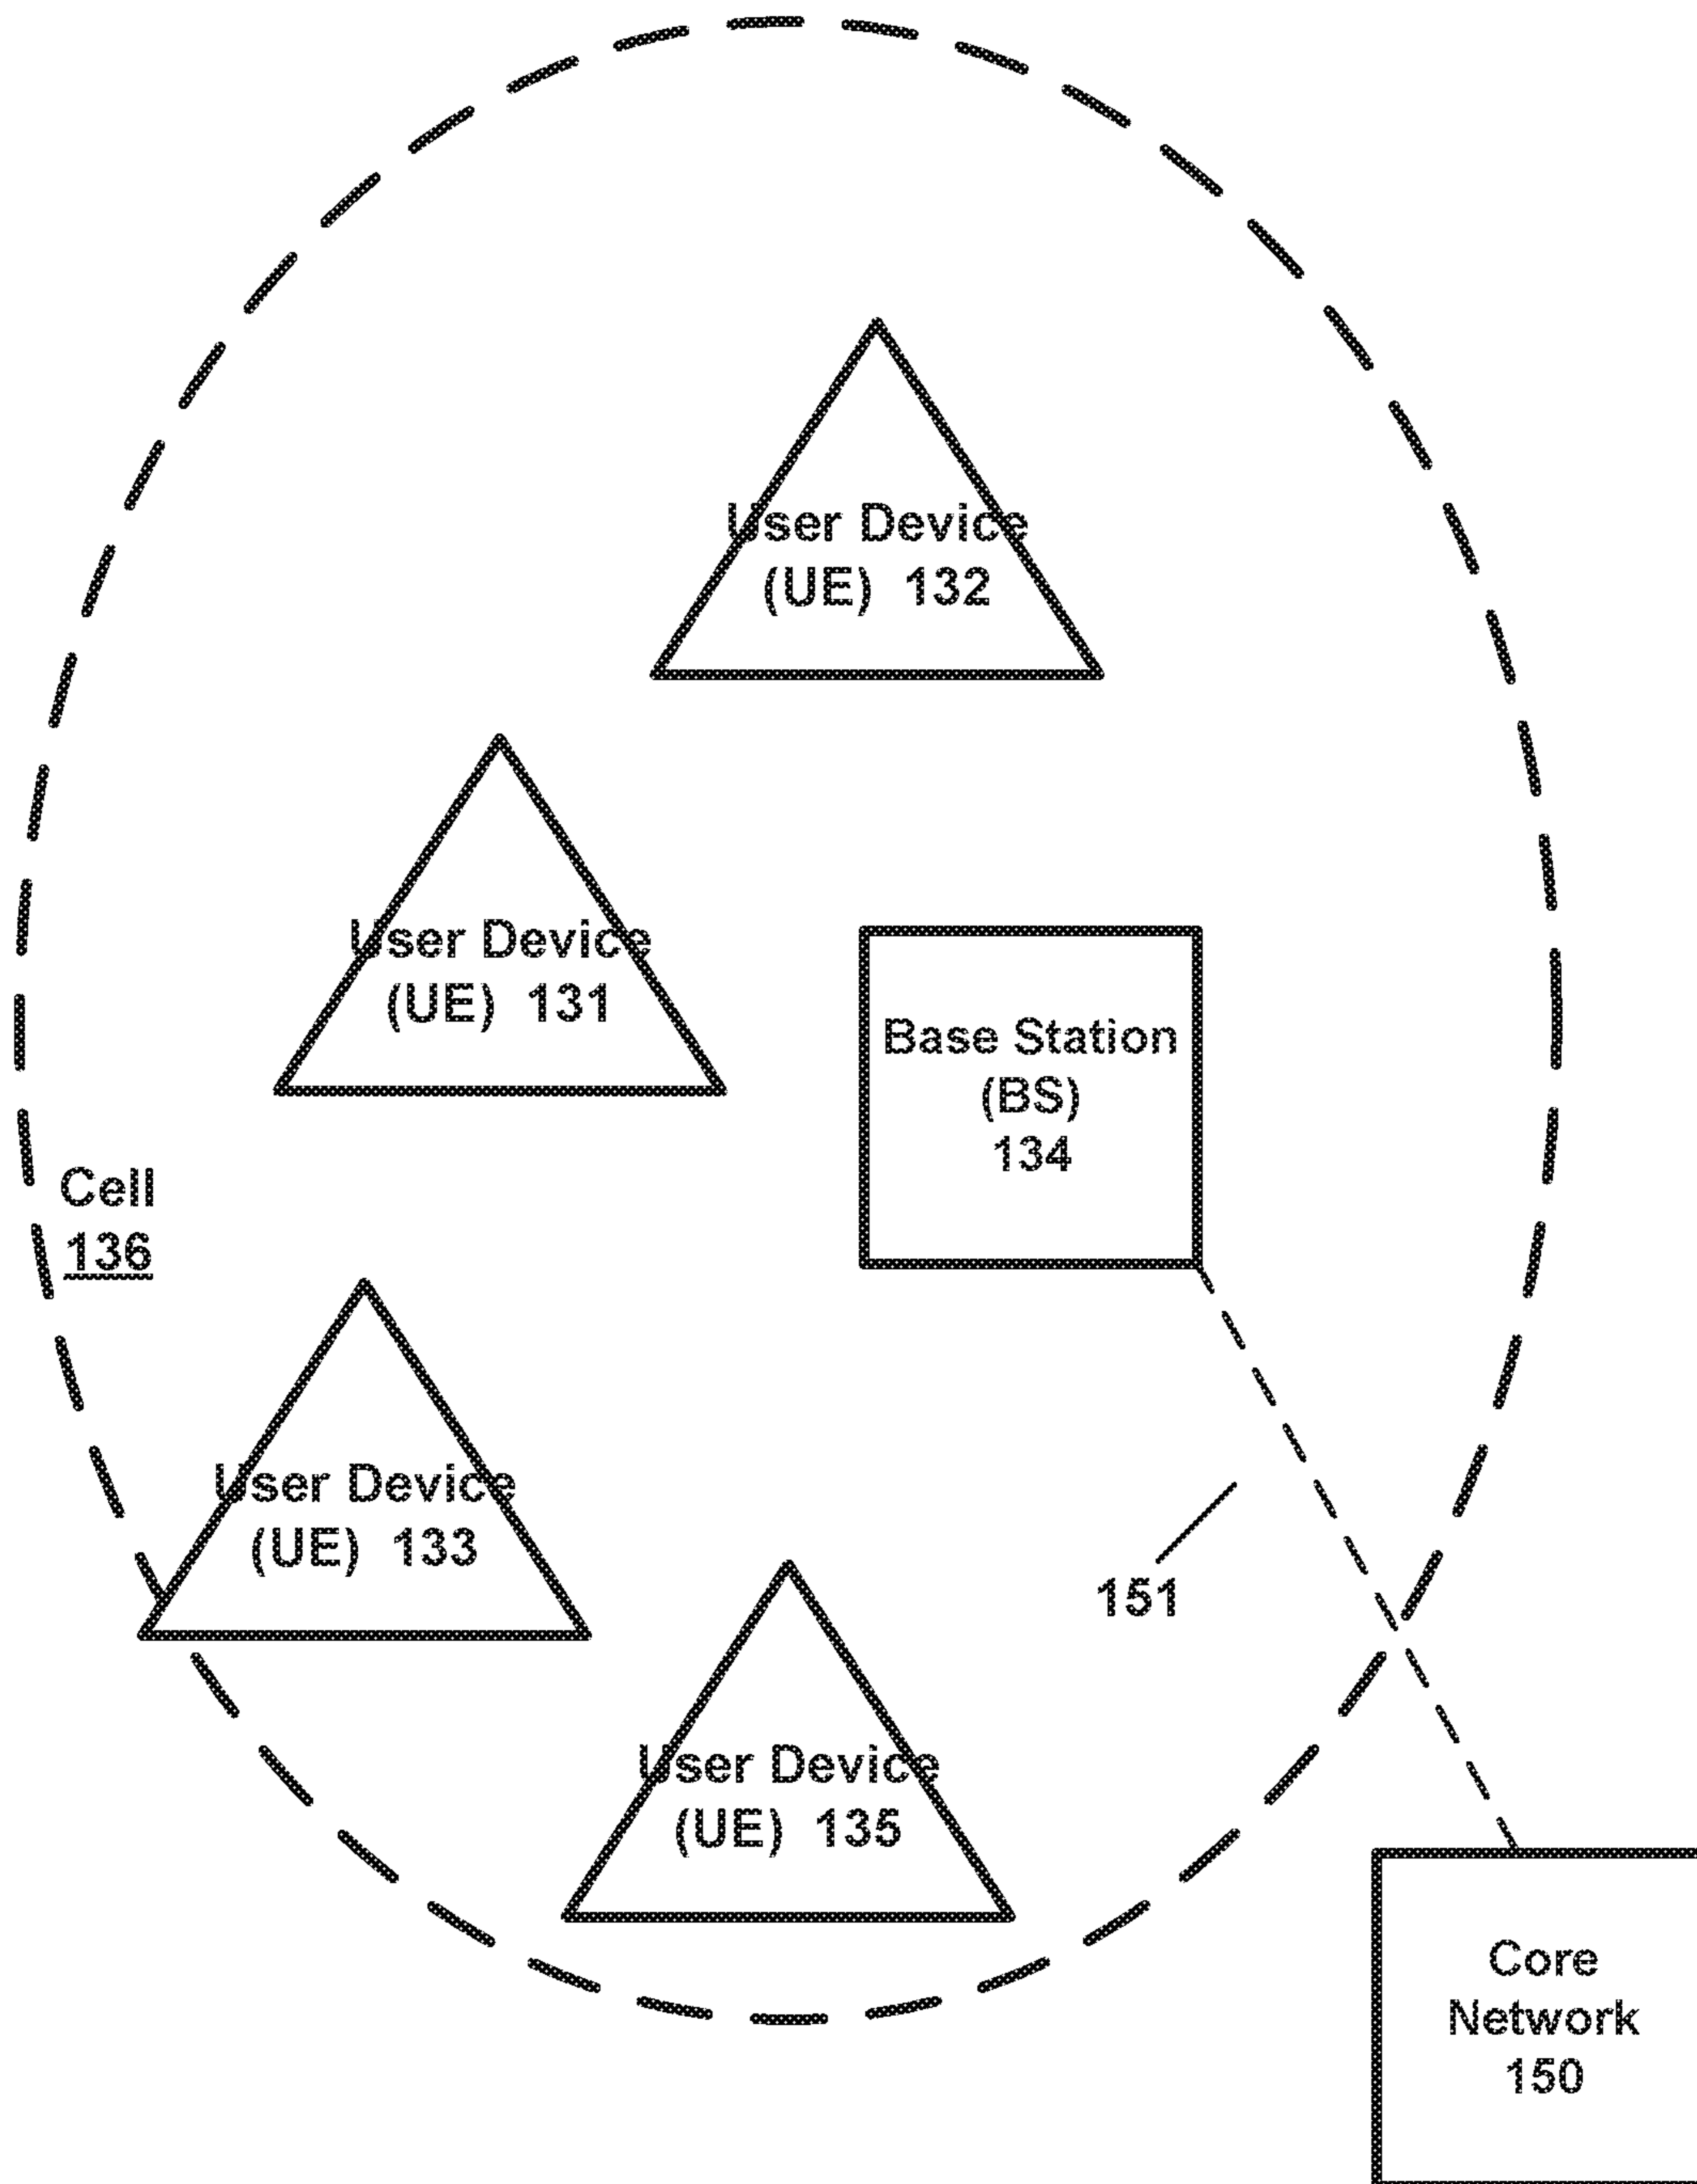 User Device
(UE) 132
User Device
(UE) 131
Base Station
(BS)
134
Cell
136
User Device
(UE) 133
151
User Device
(UE) 135
Core
Network
150